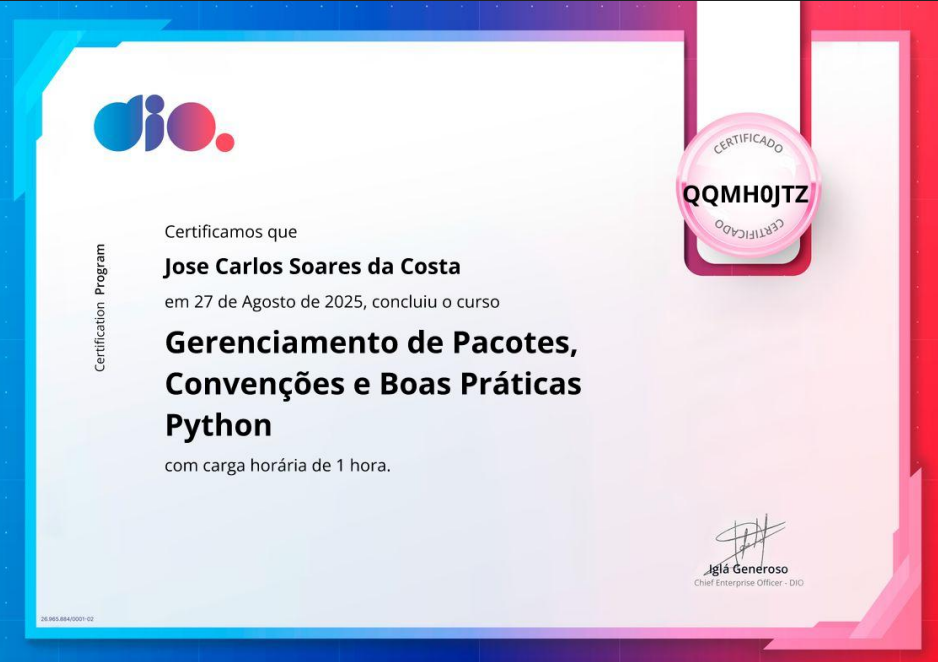 dio.
CERTIFICADO
QQMH0JTZ
CERTIFICADO
Certificamos que
Jose Carlos Soares da Costa
em 27 de Agosto de 2025, concluiu o curso
Gerenciamento de Pacotes,
Convenções e Boas Práticas
Python
com carga horária de 1 hora.
Certification Program
Iglá Generoso
Chief Enterprise Officer - DIO
26.965.884/0001-02